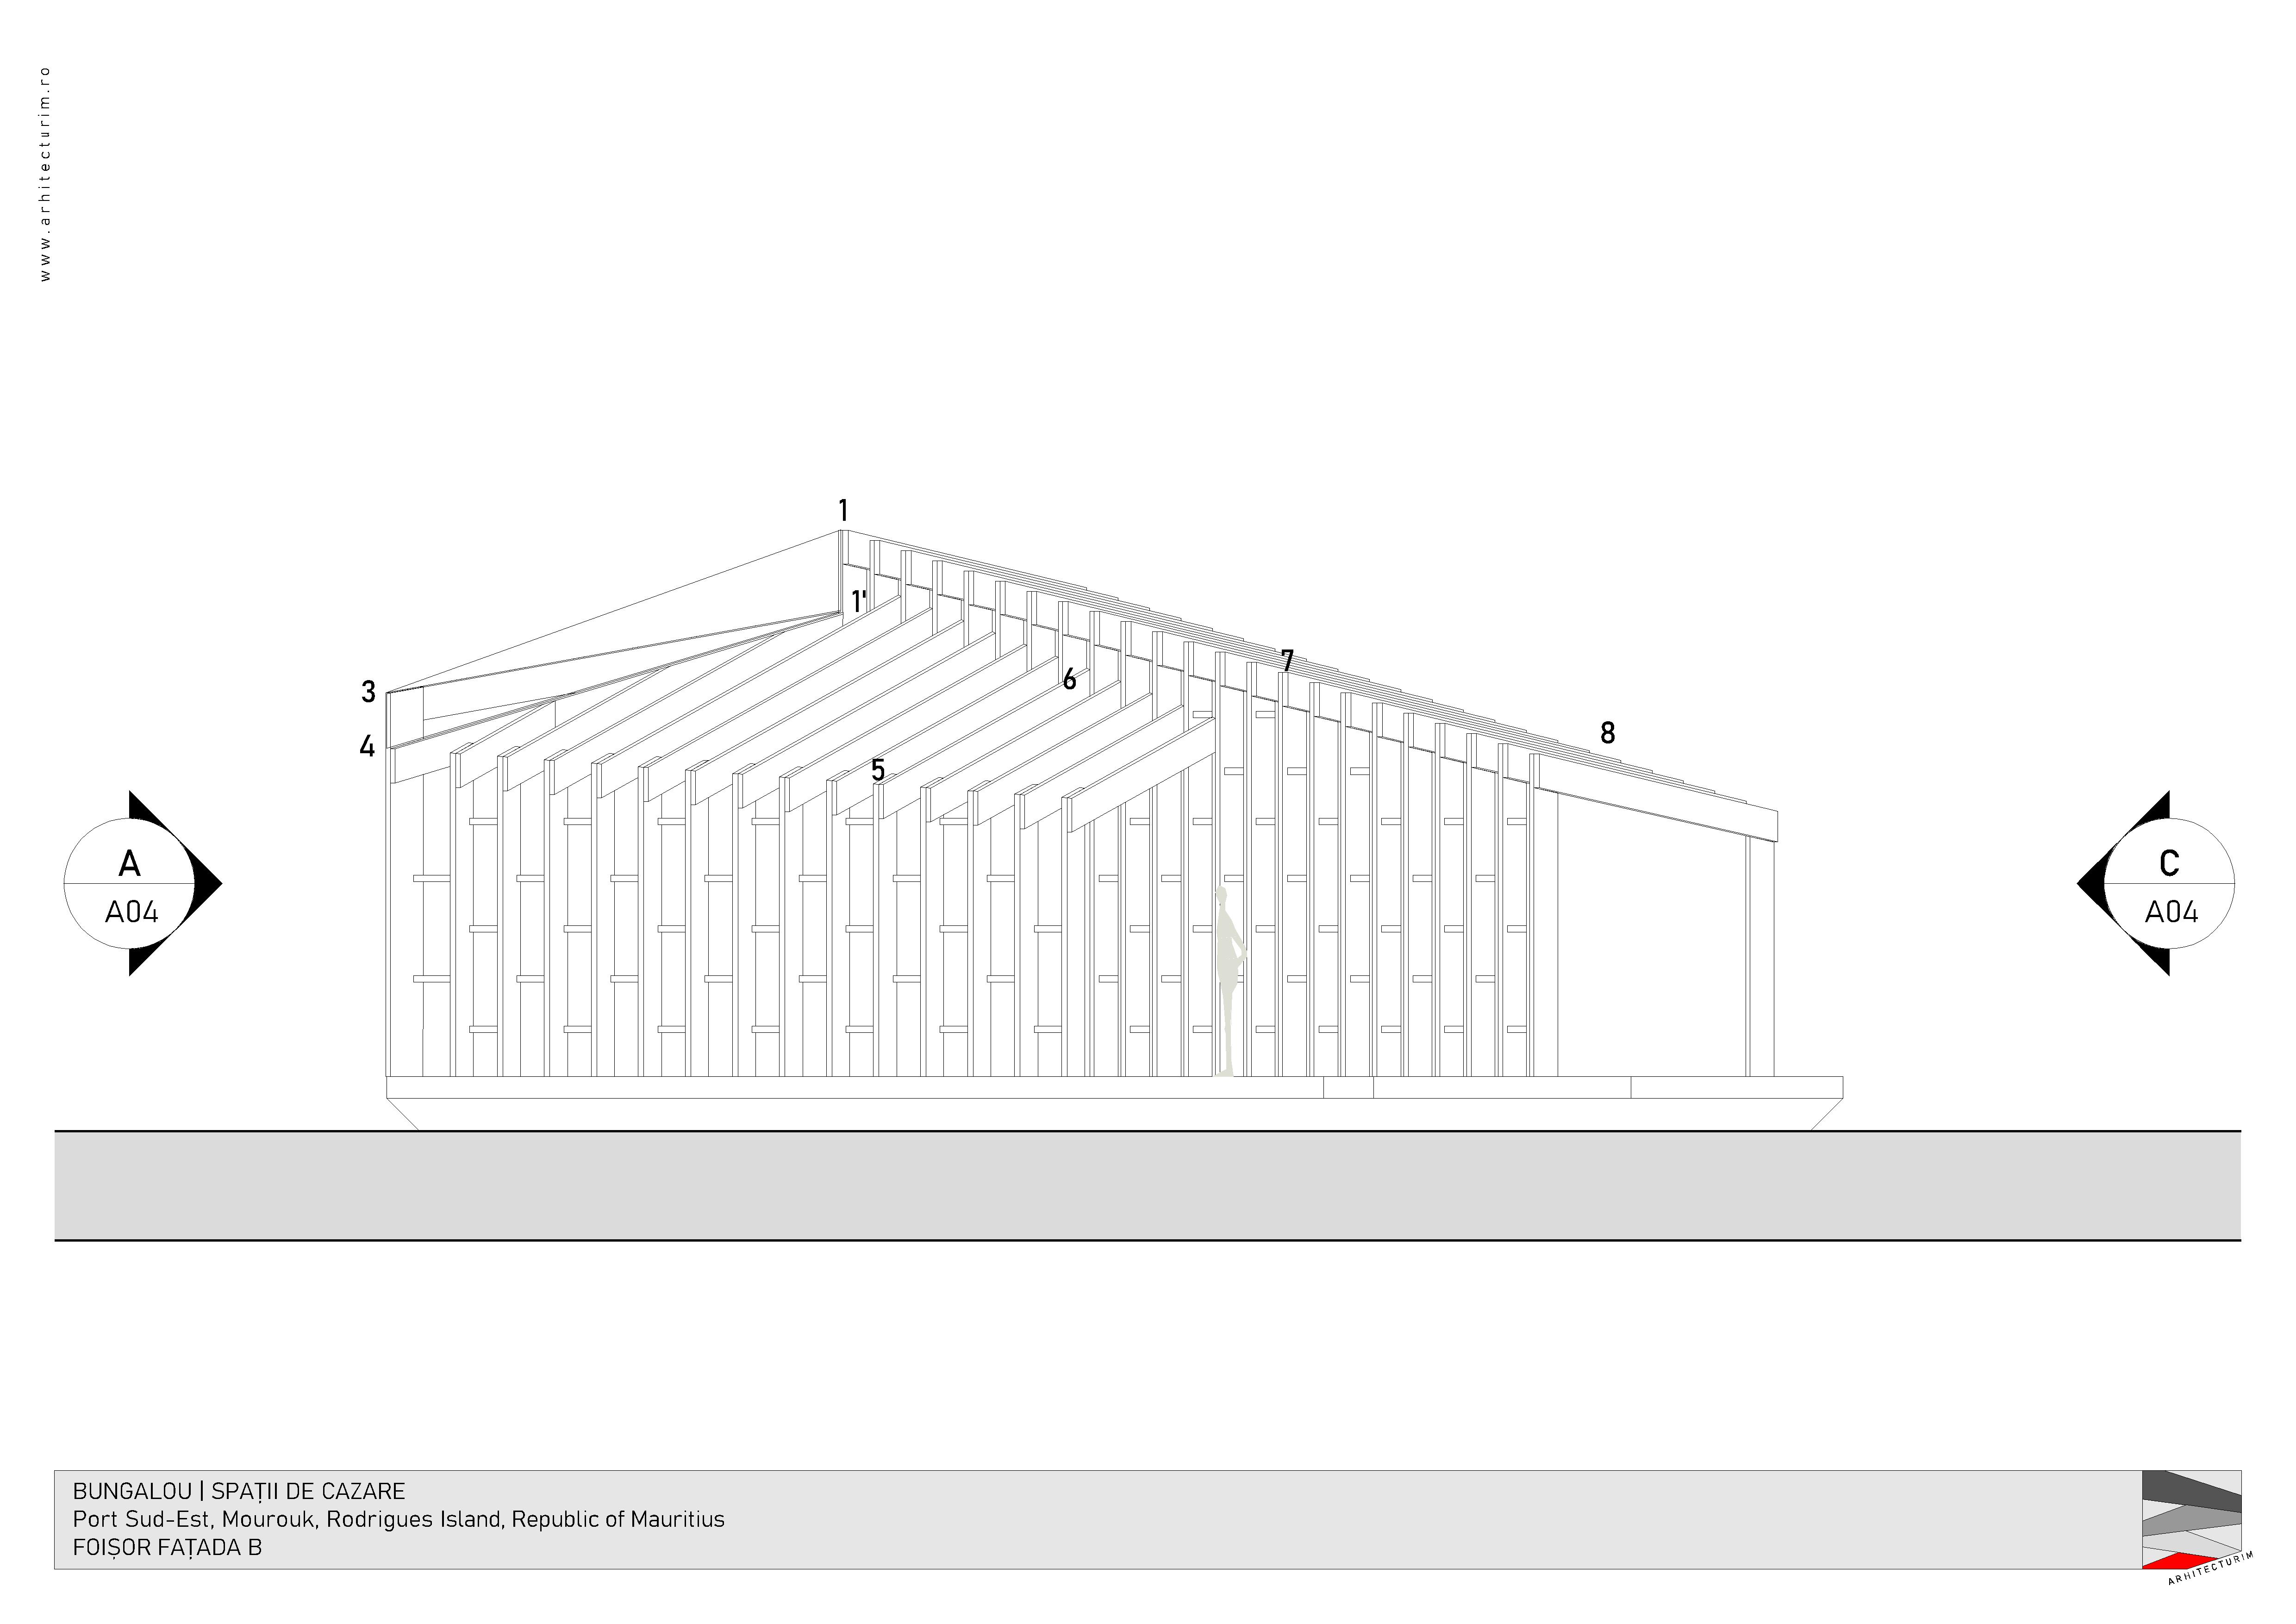 www.arhitecturim.ro
1
1'
3
4
5
6
7
8
A
A04
C
A04
BUNGALOU | SPAȚII DE CAZARE
Port Sud-Est, Mourouk, Rodrigues Island, Republic of Mauritius
FOIȘOR FAȚADA B
ARHITECTURIM